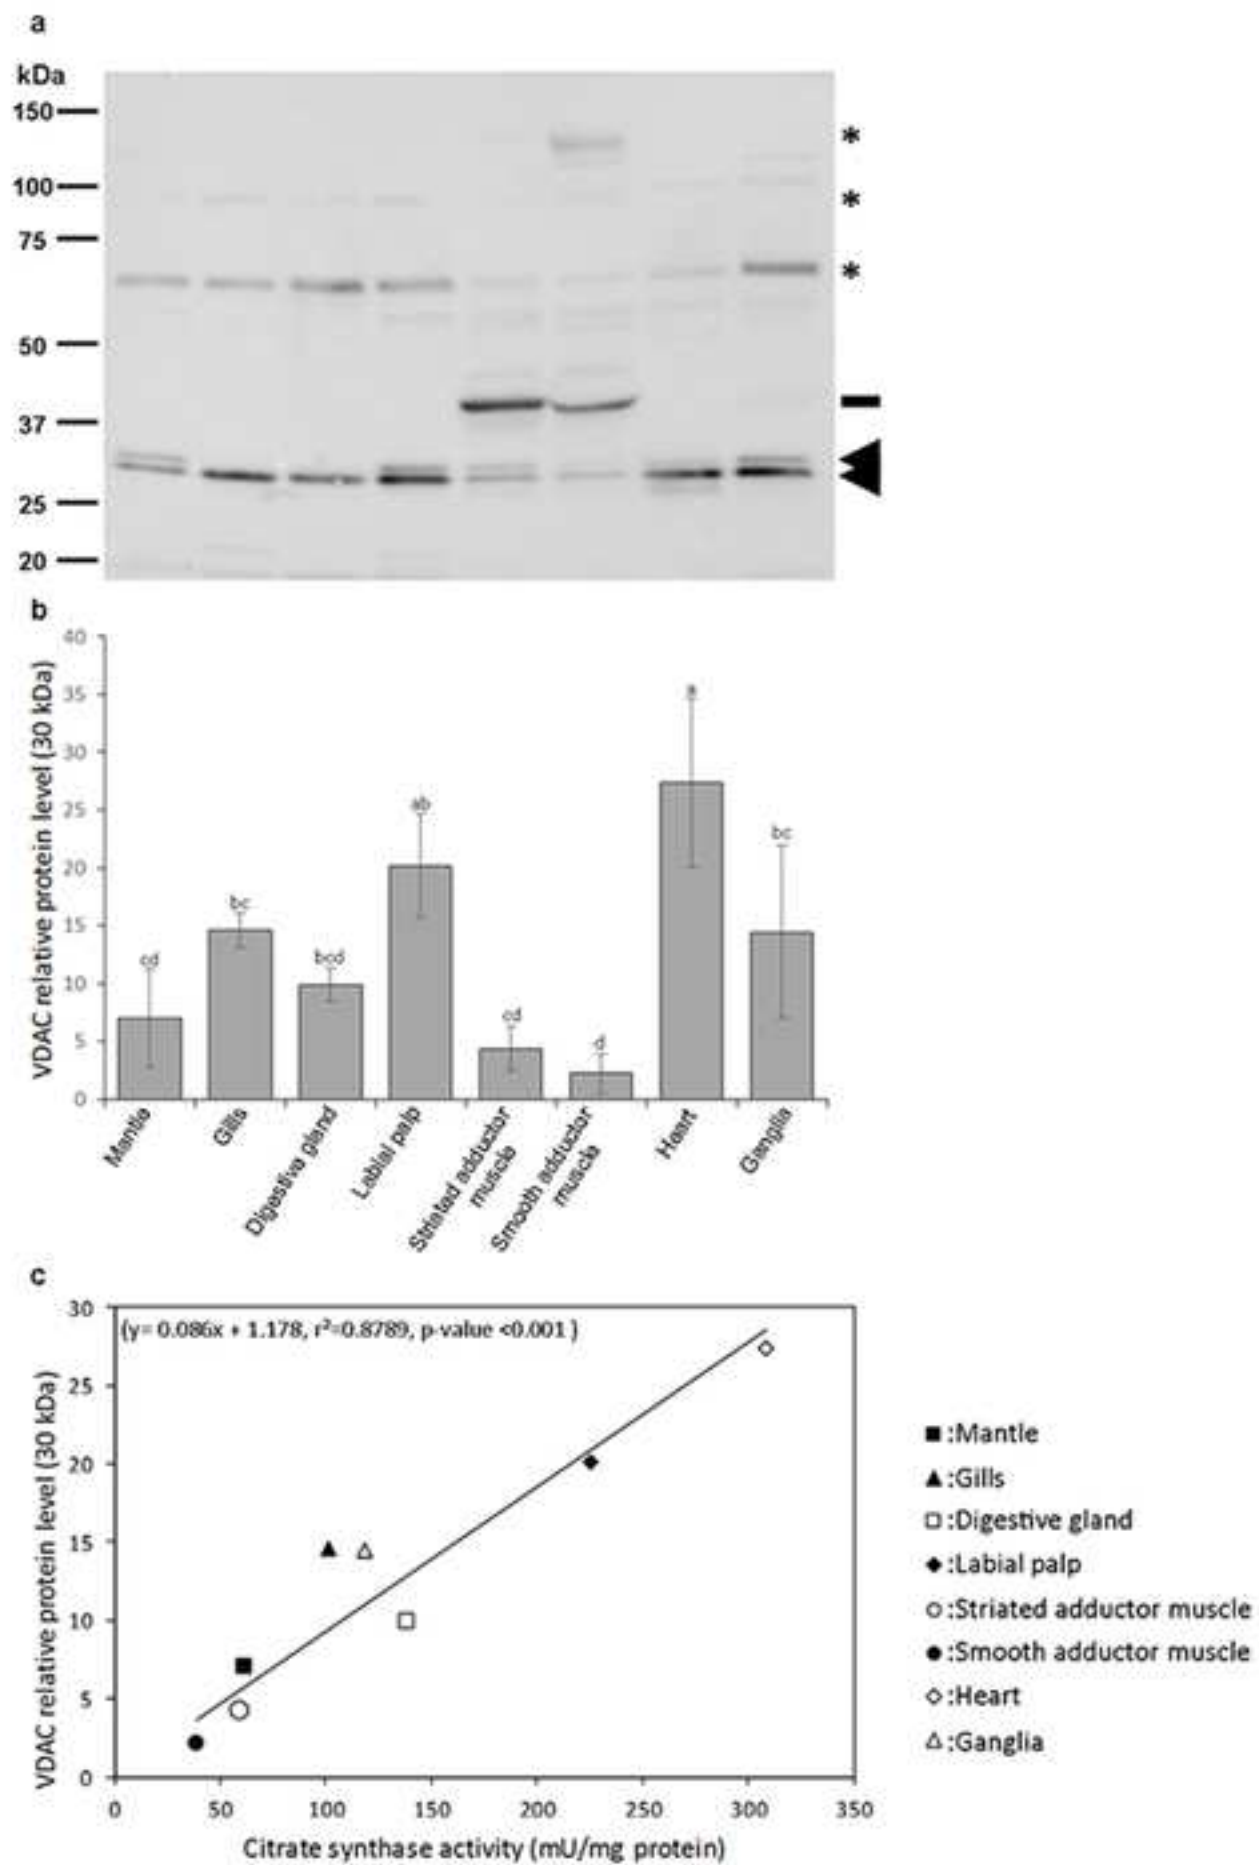 a
kDa
150
100
75
50
37
25
20
*
*
*
b
VDAC relative protein level (30 kDa)
40
35
30
25
20
15
10
5
0
cd
bc
bcd
ab
cd
d
a
bc
Mantle
Gills
Digestive gland
Labial palp
Striated adductor
muscle
Smooth adductor
muscle
Heart
Ganglia
c
VDAC relative protein level (30 kDa)
30
25
20
15
10
5
0
(y= 0.086x + 1.178, r²=0.8789, p-value <0.001 )
0 50 100 150 200 250 300 350
Citrate synthase activity (mU/mg protein)
:Mantle
:Gills
:Digestive gland
:Labial palp
:Striated adductor muscle
:Smooth adductor muscle
:Heart
:Ganglia